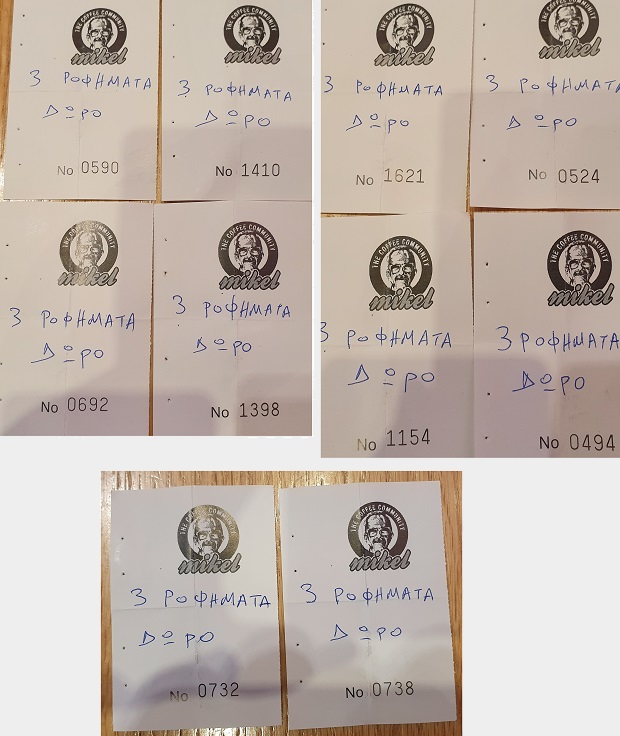 THE COFFEE COMMUNITY
mikel
3 ΡΟΦΗΜΑΤΑ
ΔΩΡΟ
No 0590
THE COFFEE COMMUNITY
mikel
3 ΡΟΦΗΜΑΤΑ
ΔΩΡΟ
No 1410
THE COFFEE COMMUNITY
mikel
3 ΡΟΦΗΜΑΤΑ
ΔΩΡΟ
No 1621
THE COFFEE COMMUNITY
mikel
3 ΡΟΦΗΜΑΤΑ
ΔΩΡΟ
No 0524
THE COFFEE COMMUNITY
mikel
3 ΡΟΦΗΜΑΤΑ
ΔΩΡΟ
No 0692
THE COFFEE COMMUNITY
mikel
3 ΡΟΦΗΜΑΤΑ
ΔΩΡΟ
No 1398
THE COFFEE COMMUNITY
mikel
3 ΡΟΦΗΜΑΤΑ
ΔΩΡΟ
No 1154
THE COFFEE COMMUNITY
mikel
3 ΡΟΦΗΜΑΤΑ
ΔΩΡΟ
No 0494
THE COFFEE COMMUNITY
mikel
3 ΡΟΦΗΜΑΤΑ
ΔΩΡΟ
No 0732
THE COFFEE COMMUNITY
mikel
3 ΡΟΦΗΜΑΤΑ
ΔΩΡΟ
No 0738